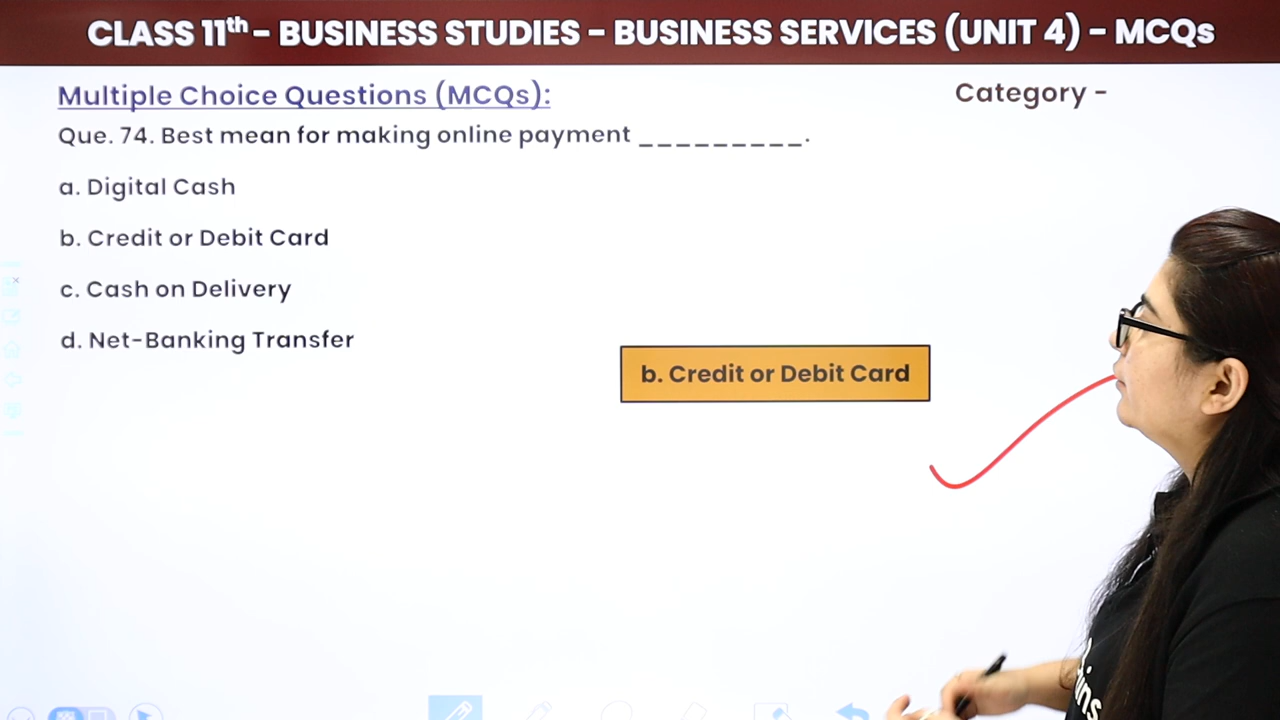 CLASS 11th - BUSINESS STUDIES - BUSINESS SERVICES (UNIT 4) - MCQs
Multiple Choice Questions (MCQs):
Category -
Que. 74. Best mean for making online payment _________.
a. Digital Cash
b. Credit or Debit Card
c. Cash on Delivery
d. Net-Banking Transfer
b. Credit or Debit Card